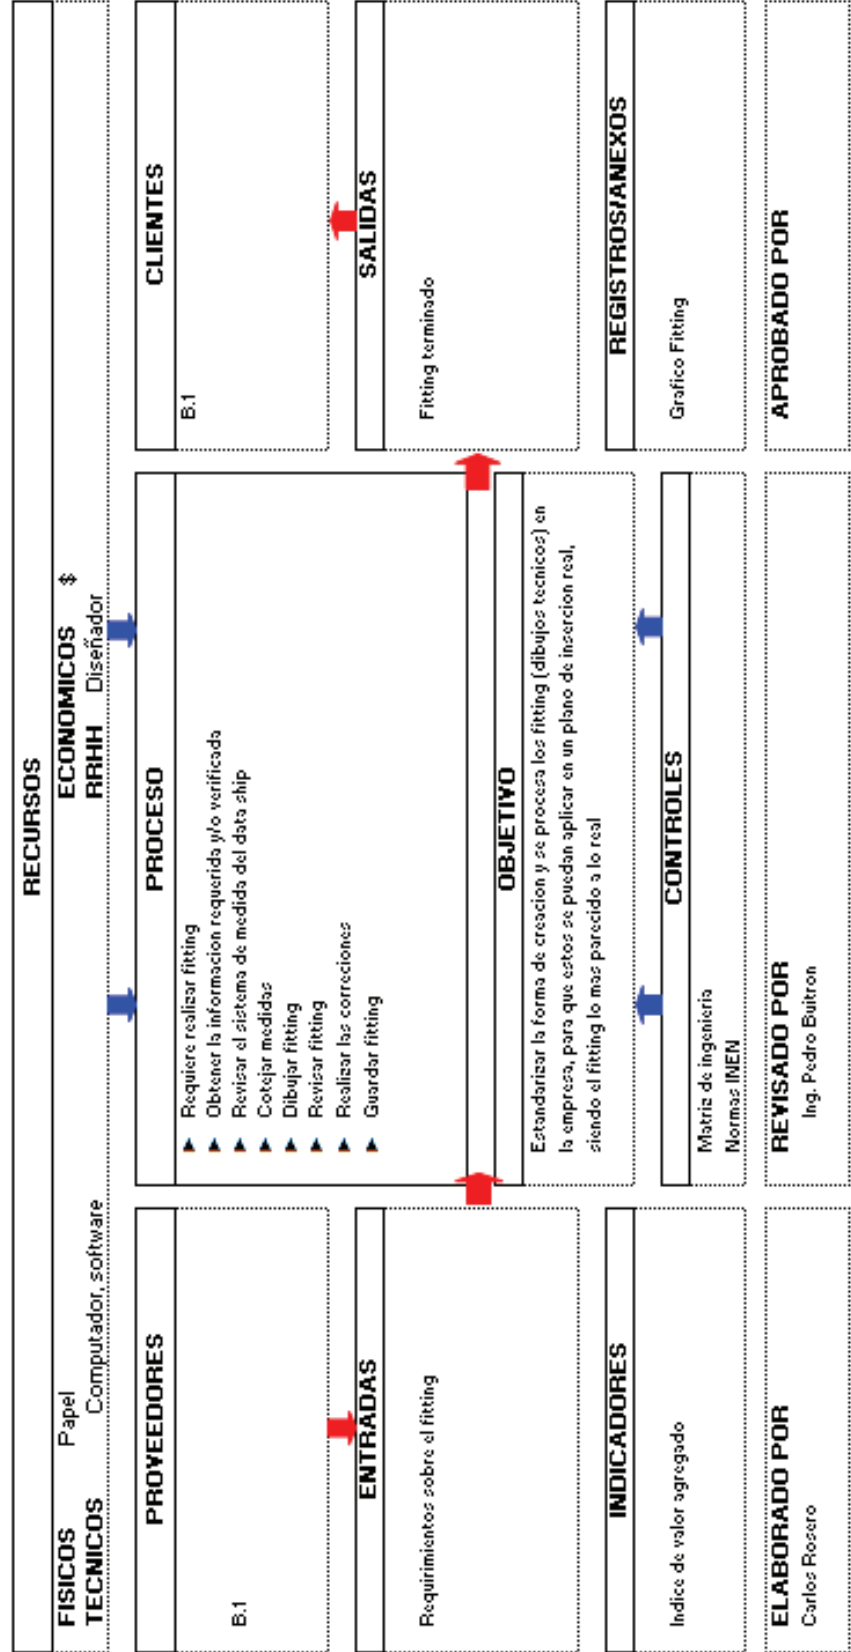 RECURSOS
FISICOS Papel ECONOMICOS $
TECNICOS Computador, software RRHH Diseñador
PROVEEDORES
B.1
ENTRADAS
Requirimientos sobre el fitting
INDICADORES
Indice de valor agregado
ELABORADO POR
Carlos Rosero
PROCESO
Requiere realizar fitting
Obtener la informacion requerida y/o verificada
Revisar el sistema de medida del data ship
Cotejar medidas
Dibujar fitting
Revisar fitting
Realizar las correciones
Guardar fitting
OBJETIVO
Estandarizar la forma de creacion y se procesa los fitting (dibujos tecnicos) en
la empresa, para que estos se puedan aplicar en un plano de insercion real,
siendo el fitting lo mas parecido a lo real
CONTROLES
Matriz de ingenieria
Normas INEN
REVISADO POR
Ing. Pedro Buitron
CLIENTES
B.1
SALIDAS
Fitting terminado
REGISTROS/ANEXOS
Grafico Fitting
APROBADO POR